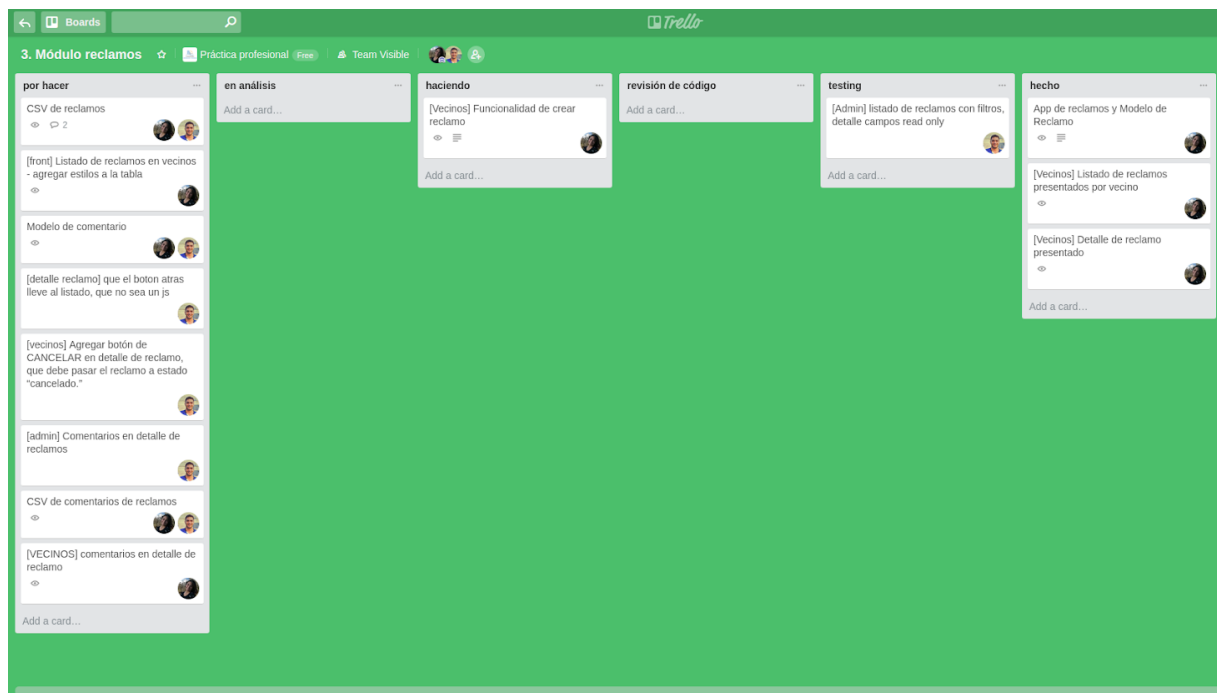 Boards
Trello
3. Módulo reclamos
Práctica profesional Free
Team Visible
por hacer
CSV de reclamos
2
[front] Listado de reclamos en vecinos
- agregar estilos a la tabla
Modelo de comentario
[detalle reclamo] que el boton atras
lleve al listado, que no sea un js
[vecinos] Agregar botón de
CANCELAR en detalle de reclamo,
que debe pasar el reclamo a estado
"cancelado."
[admin] Comentarios en detalle de
reclamos
CSV de comentarios de reclamos
[VECINOS] comentarios en detalle de
reclamo
Add a card…
en análisis
Add a card…
haciendo
[Vecinos] Funcionalidad de crear
reclamo
Add a card…
revisión de código
Add a card…
testing
[Admin] listado de reclamos con filtros,
detalle campos read only
Add a card…
hecho
App de reclamos y Modelo de
Reclamo
[Vecinos] Listado de reclamos
presentados por vecino
[Vecinos] Detalle de reclamo
presentado
Add a card…